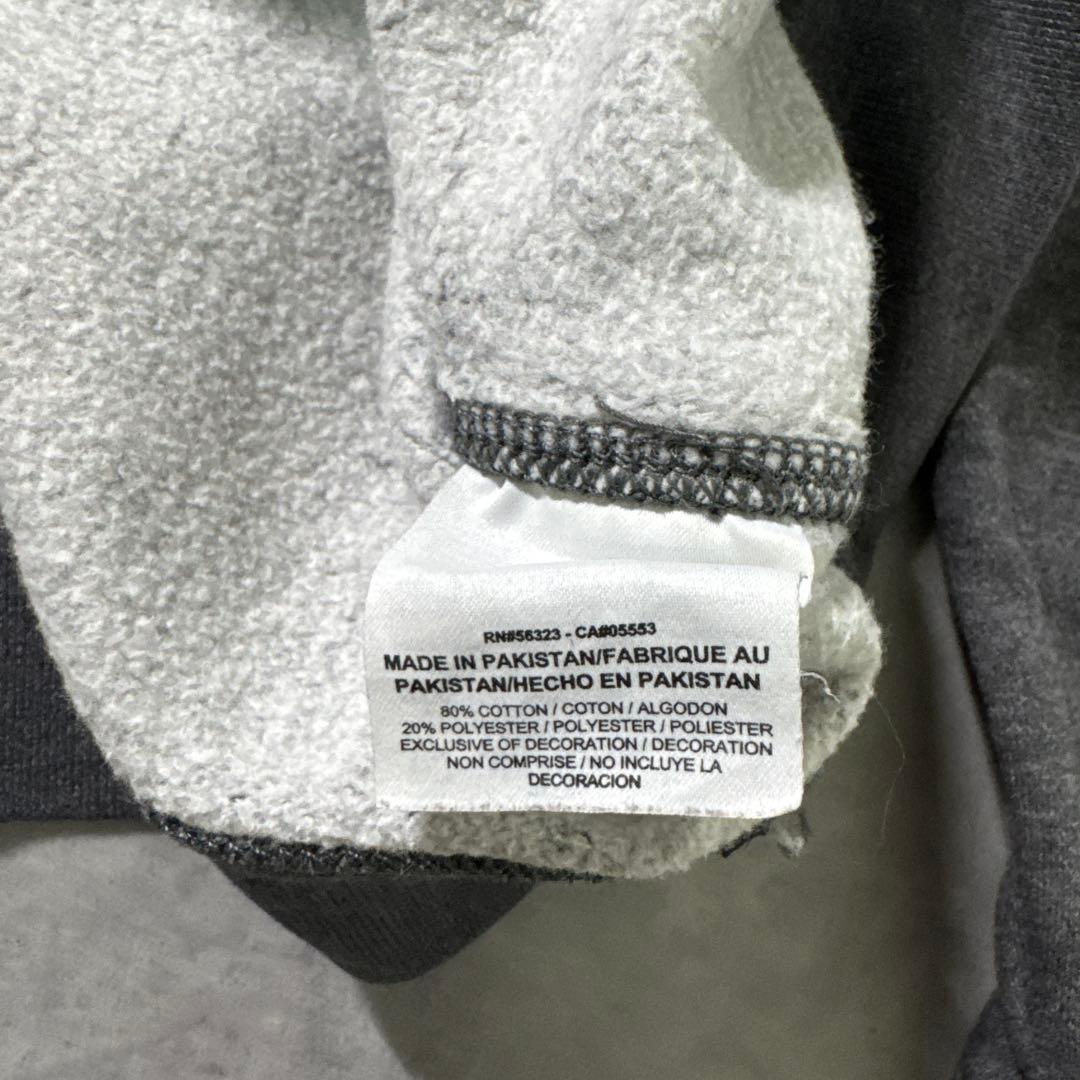 RN#56323 - CA#05553
MADE IN PAKISTAN/FABRIQUE AU
PAKISTAN/HECHO EN PAKISTAN
80% COTTON / COTON / ALGODON
20% POLYESTER / POLYESTER / POLIESTER
EXCLUSIVE OF DECORATION / DECORATION
NON COMPRISE / NO INCLUYE LA
DECORACION